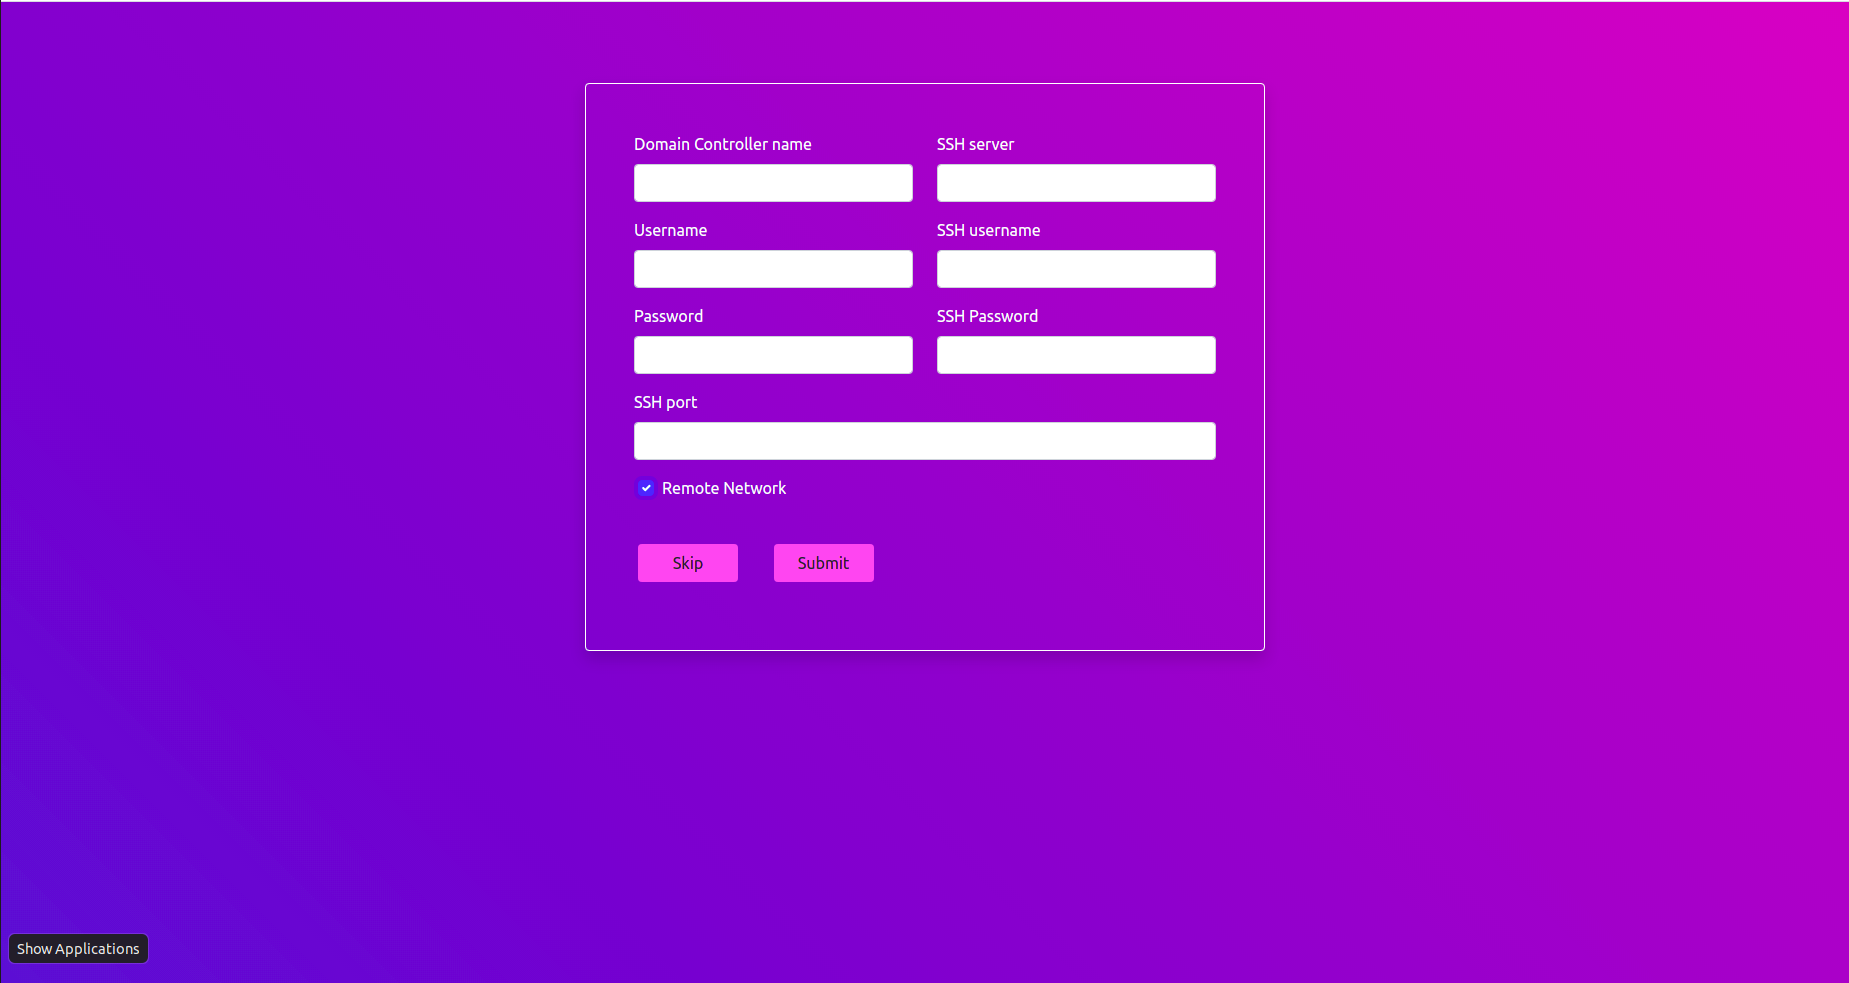 Domain Controller name
SSH server
Username
SSH username
Password
SSH Password
SSH port
Remote Network
Skip
Submit
Show Applications